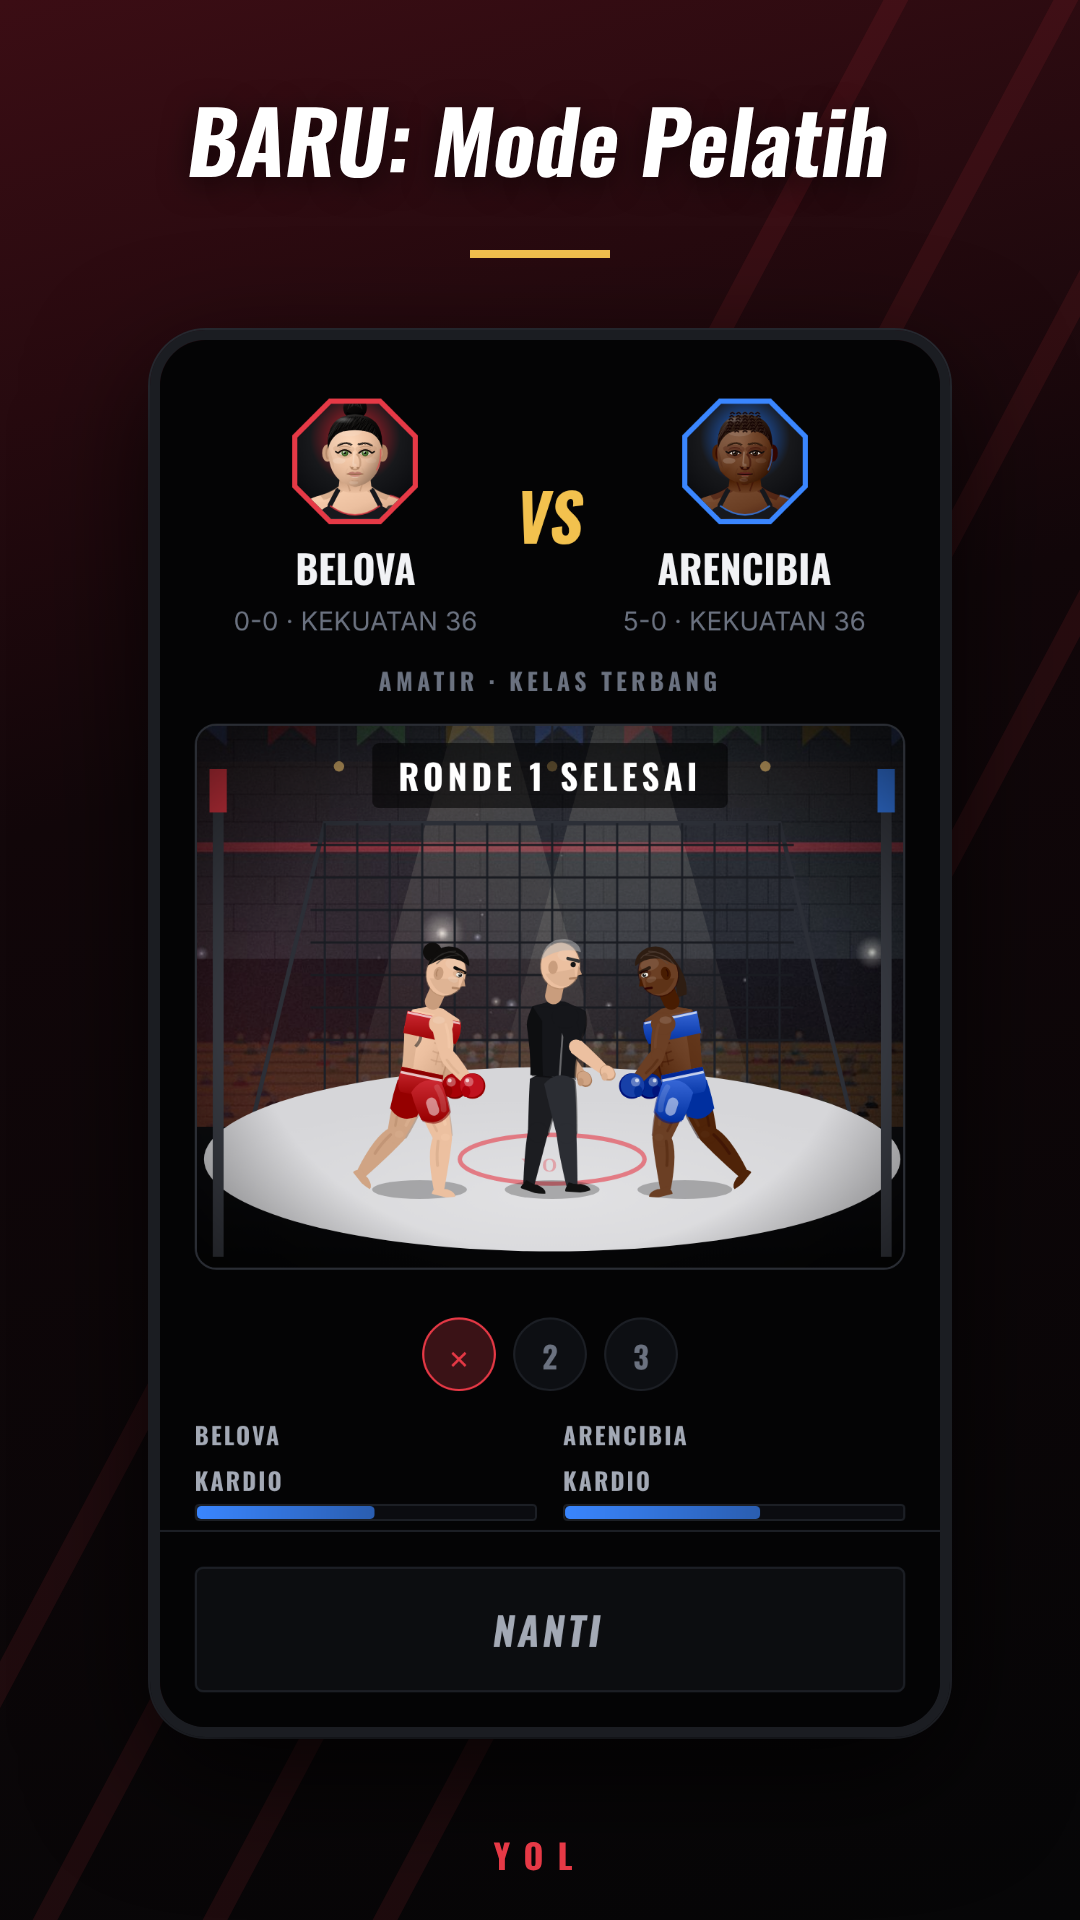 BARU: Mode Pelatih
VS
BELOVA
ARENCIBIA
0-0 · KEKUATAN 36
5-0 · KEKUATAN 36
AMATIR · KELAS TERBANG
RONDE 1 SELESAI
× 2 3
BELOVA
ARENCIBIA
KARDIO
KARDIO
NANTI
YOL